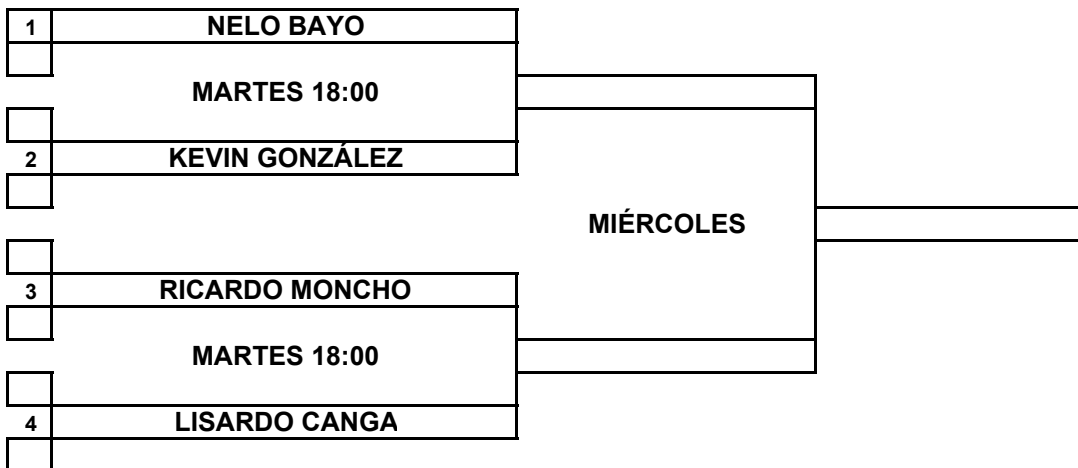 1 NELO BAYO
MARTES 18:00
2 KEVIN GONZÁLEZ
MIÉRCOLES
3 RICARDO MONCHO
MARTES 18:00
4 LISARDO CANGA